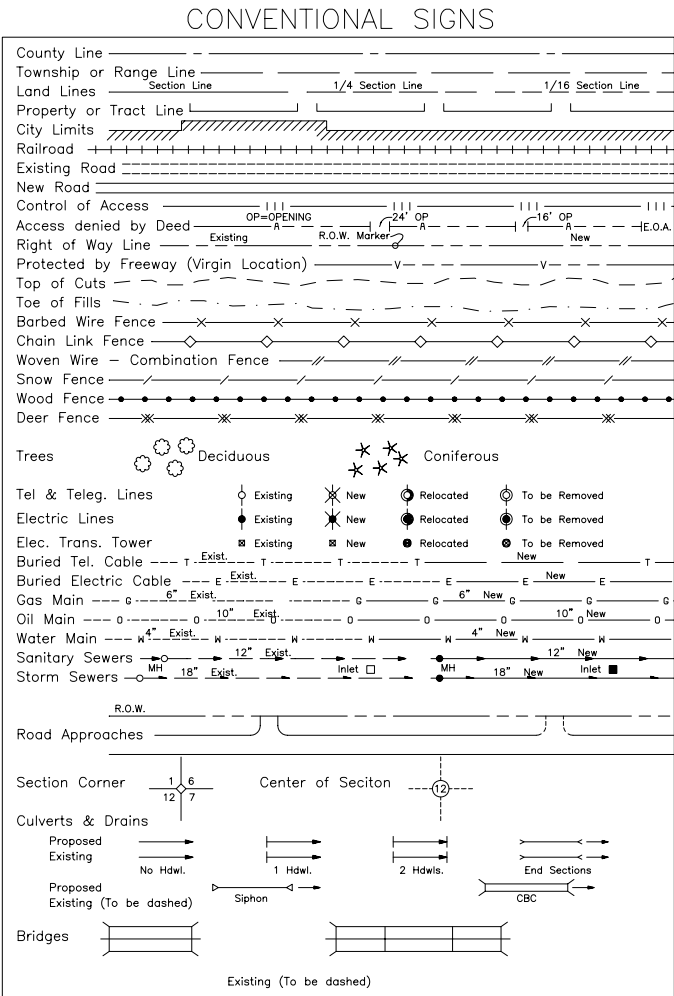 CONVENTIONAL SIGNS
County Line
Township or Range Line
Land Lines Section Line 1/4 Section Line 1/16 Section Line
Property or Tract Line
City Limits
Railroad
Existing Road
New Road
Control of Access
Access denied by Deed OP=OPENING A 24' OP A 16' OP A E.O.A.
Right of Way Line Existing R.O.W. Marker New
Protected by Freeway (Virgin Location) V V
Top of Cuts
Toe of Fills
Barbed Wire Fence
Chain Link Fence
Woven Wire – Combination Fence
Snow Fence
Wood Fence
Deer Fence
Trees Deciduous Coniferous
Tel & Teleg. Lines Existing New Relocated To be Removed
Electric Lines Existing New Relocated To be Removed
Elec. Trans. Tower Existing New Relocated To be Removed
Buried Tel. Cable T Exist. T T T New T
Buried Electric Cable E Exist. E E E E New E E
Gas Main G 6" Exist. G G 6" New G G G
Oil Main O 10" Exist. O O O O O 10" New O O
Water Main W 4" Exist. W W W W 4" New W W
Sanitary Sewers MH 12" Exist. MH 12" New
Storm Sewers 18" Exist. Inlet 18" New Inlet
R.O.W.
Road Approaches
Section Corner 1 6 12 7 Center of Seciton 12
Culverts & Drains
Proposed
Existing
No Hdwl. 1 Hdwl. 2 Hdwls. End Sections
Proposed
Existing (To be dashed) Siphon CBC
Bridges
Existing (To be dashed)